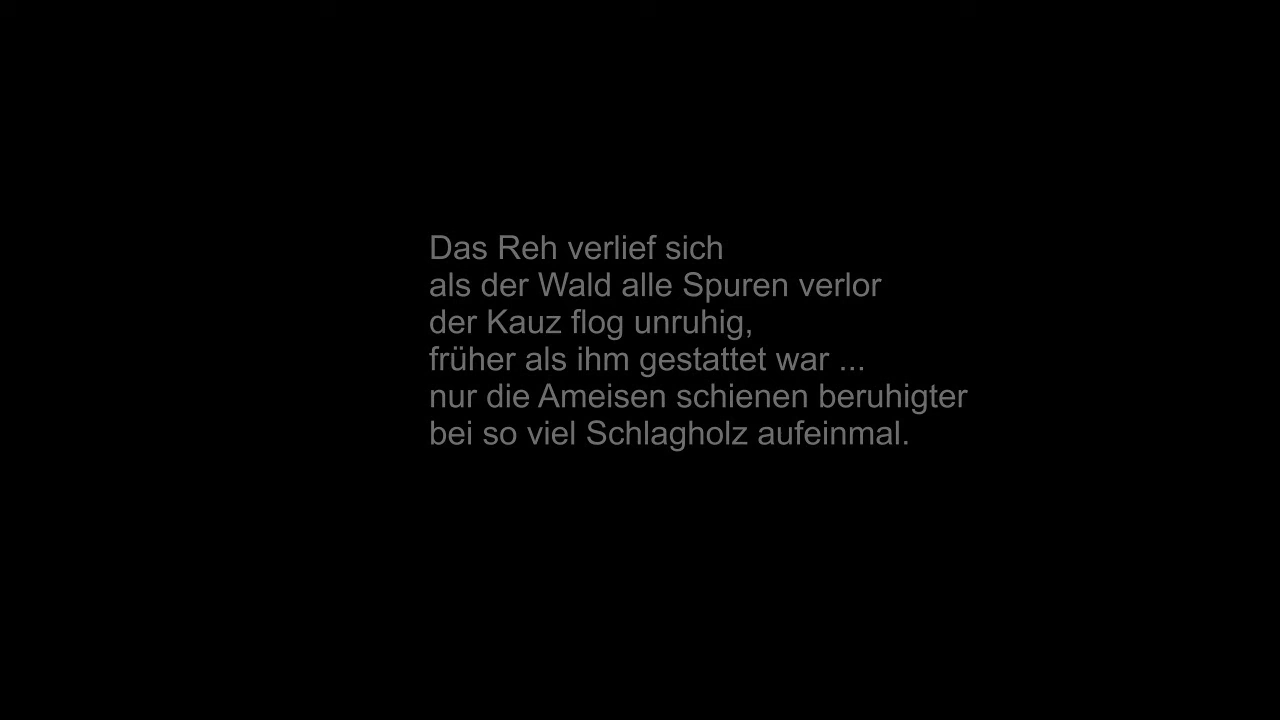 Das Reh verlief sich
als der Wald alle Spuren verlor
der Kauz flog unruhig,
früher als ihm gestattet war ...
nur die Ameisen schienen beruhigter
bei so viel Schlagholz aufeinmal.